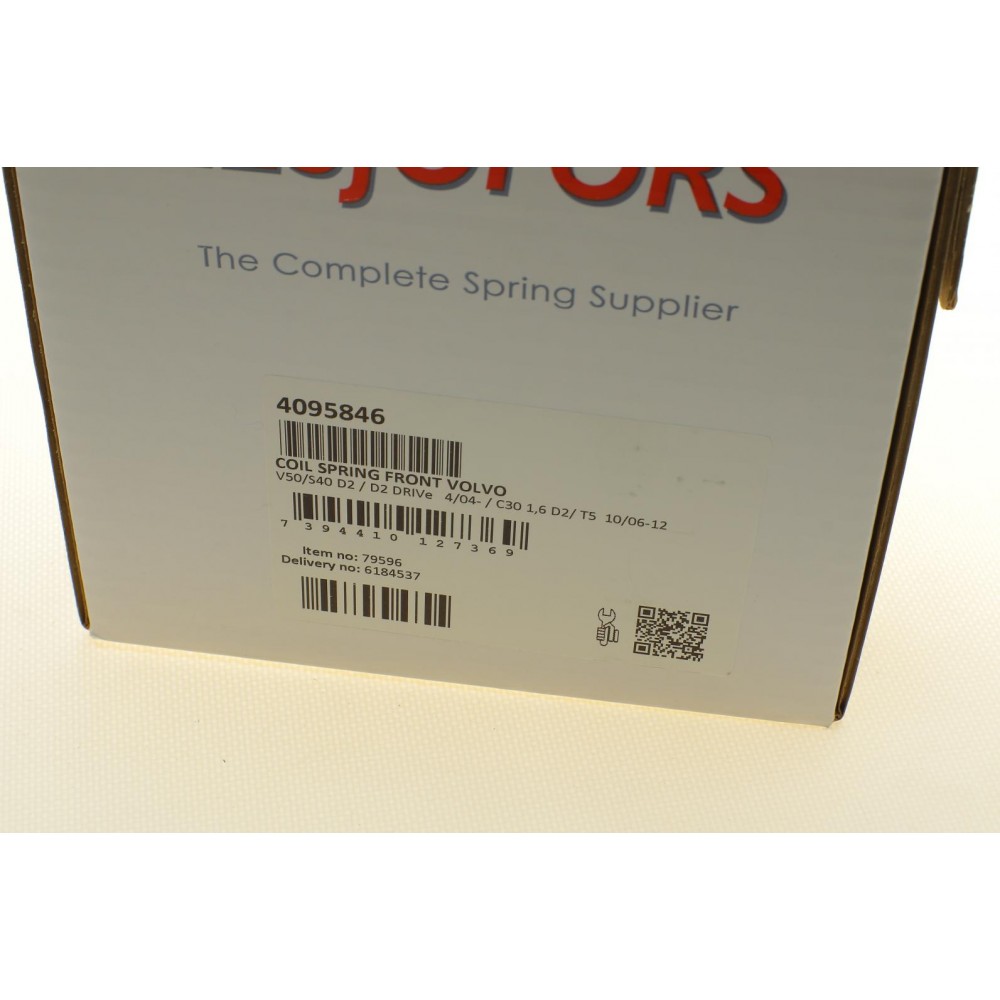 The Complete Spring Supplier
4095846
COIL SPRING FRONT VOLVO
V50/S40 D2 / D2 DRIVe 4/04- / C30 1,6 D2/ T5 10/06-12
7 394410 127369
Item no: 79596
Delivery no: 6184537